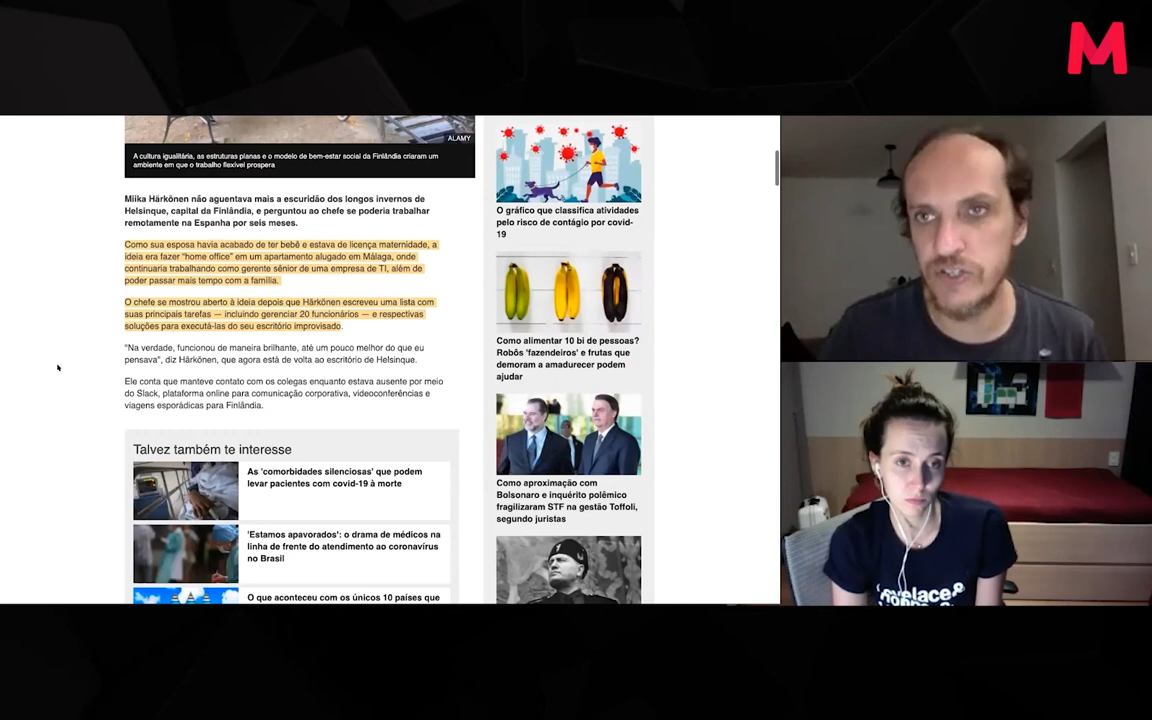 M
ALAMY
A cultura igualitária, as estruturas planas e o modelo de bem-estar social da Finlândia criaram um
ambiente em que o trabalho flexível prospera
Miika Härkönen não aguentava mais a escuridão dos longos invernos de
Helsinque, capital da Finlândia, e perguntou ao chefe se poderia trabalhar
remotamente na Espanha por seis meses.
Como sua esposa havia acabado de ter bebê e estava de licença maternidade, a
ideia era fazer "home office" em um apartamento alugado em Málaga, onde
continuaria trabalhando como gerente sênior de uma empresa de TI, além de
poder passar mais tempo com a família.
O chefe se mostrou aberto à ideia depois que Härkönen escreveu uma lista com
suas principais tarefas — incluindo gerenciar 20 funcionários — e respectivas
soluções para executá-las do seu escritório improvisado.
"Na verdade, funcionou de maneira brilhante, até um pouco melhor do que eu
pensava", diz Härkönen, que agora está de volta ao escritório de Helsinque.
Ele conta que manteve contato com os colegas enquanto estava ausente por meio
do Slack, plataforma online para comunicação corporativa, videoconferências e
viagens esporádicas para Finlândia.
Talvez também te interesse
As 'comorbidades silenciosas' que podem
levar pacientes com covid-19 à morte
'Estamos apavorados': o drama de médicos na
linha de frente do atendimento ao coronavírus
no Brasil
O que aconteceu com os únicos 10 países que
O gráfico que classifica atividades
pelo risco de contágio por covid-
19
Como alimentar 10 bi de pessoas?
Robôs 'fazendeiros' e frutas que
demoram a amadurecer podem
ajudar
Como aproximação com
Bolsonaro e inquérito polêmico
fragilizaram STF na gestão Toffoli,
segundo juristas